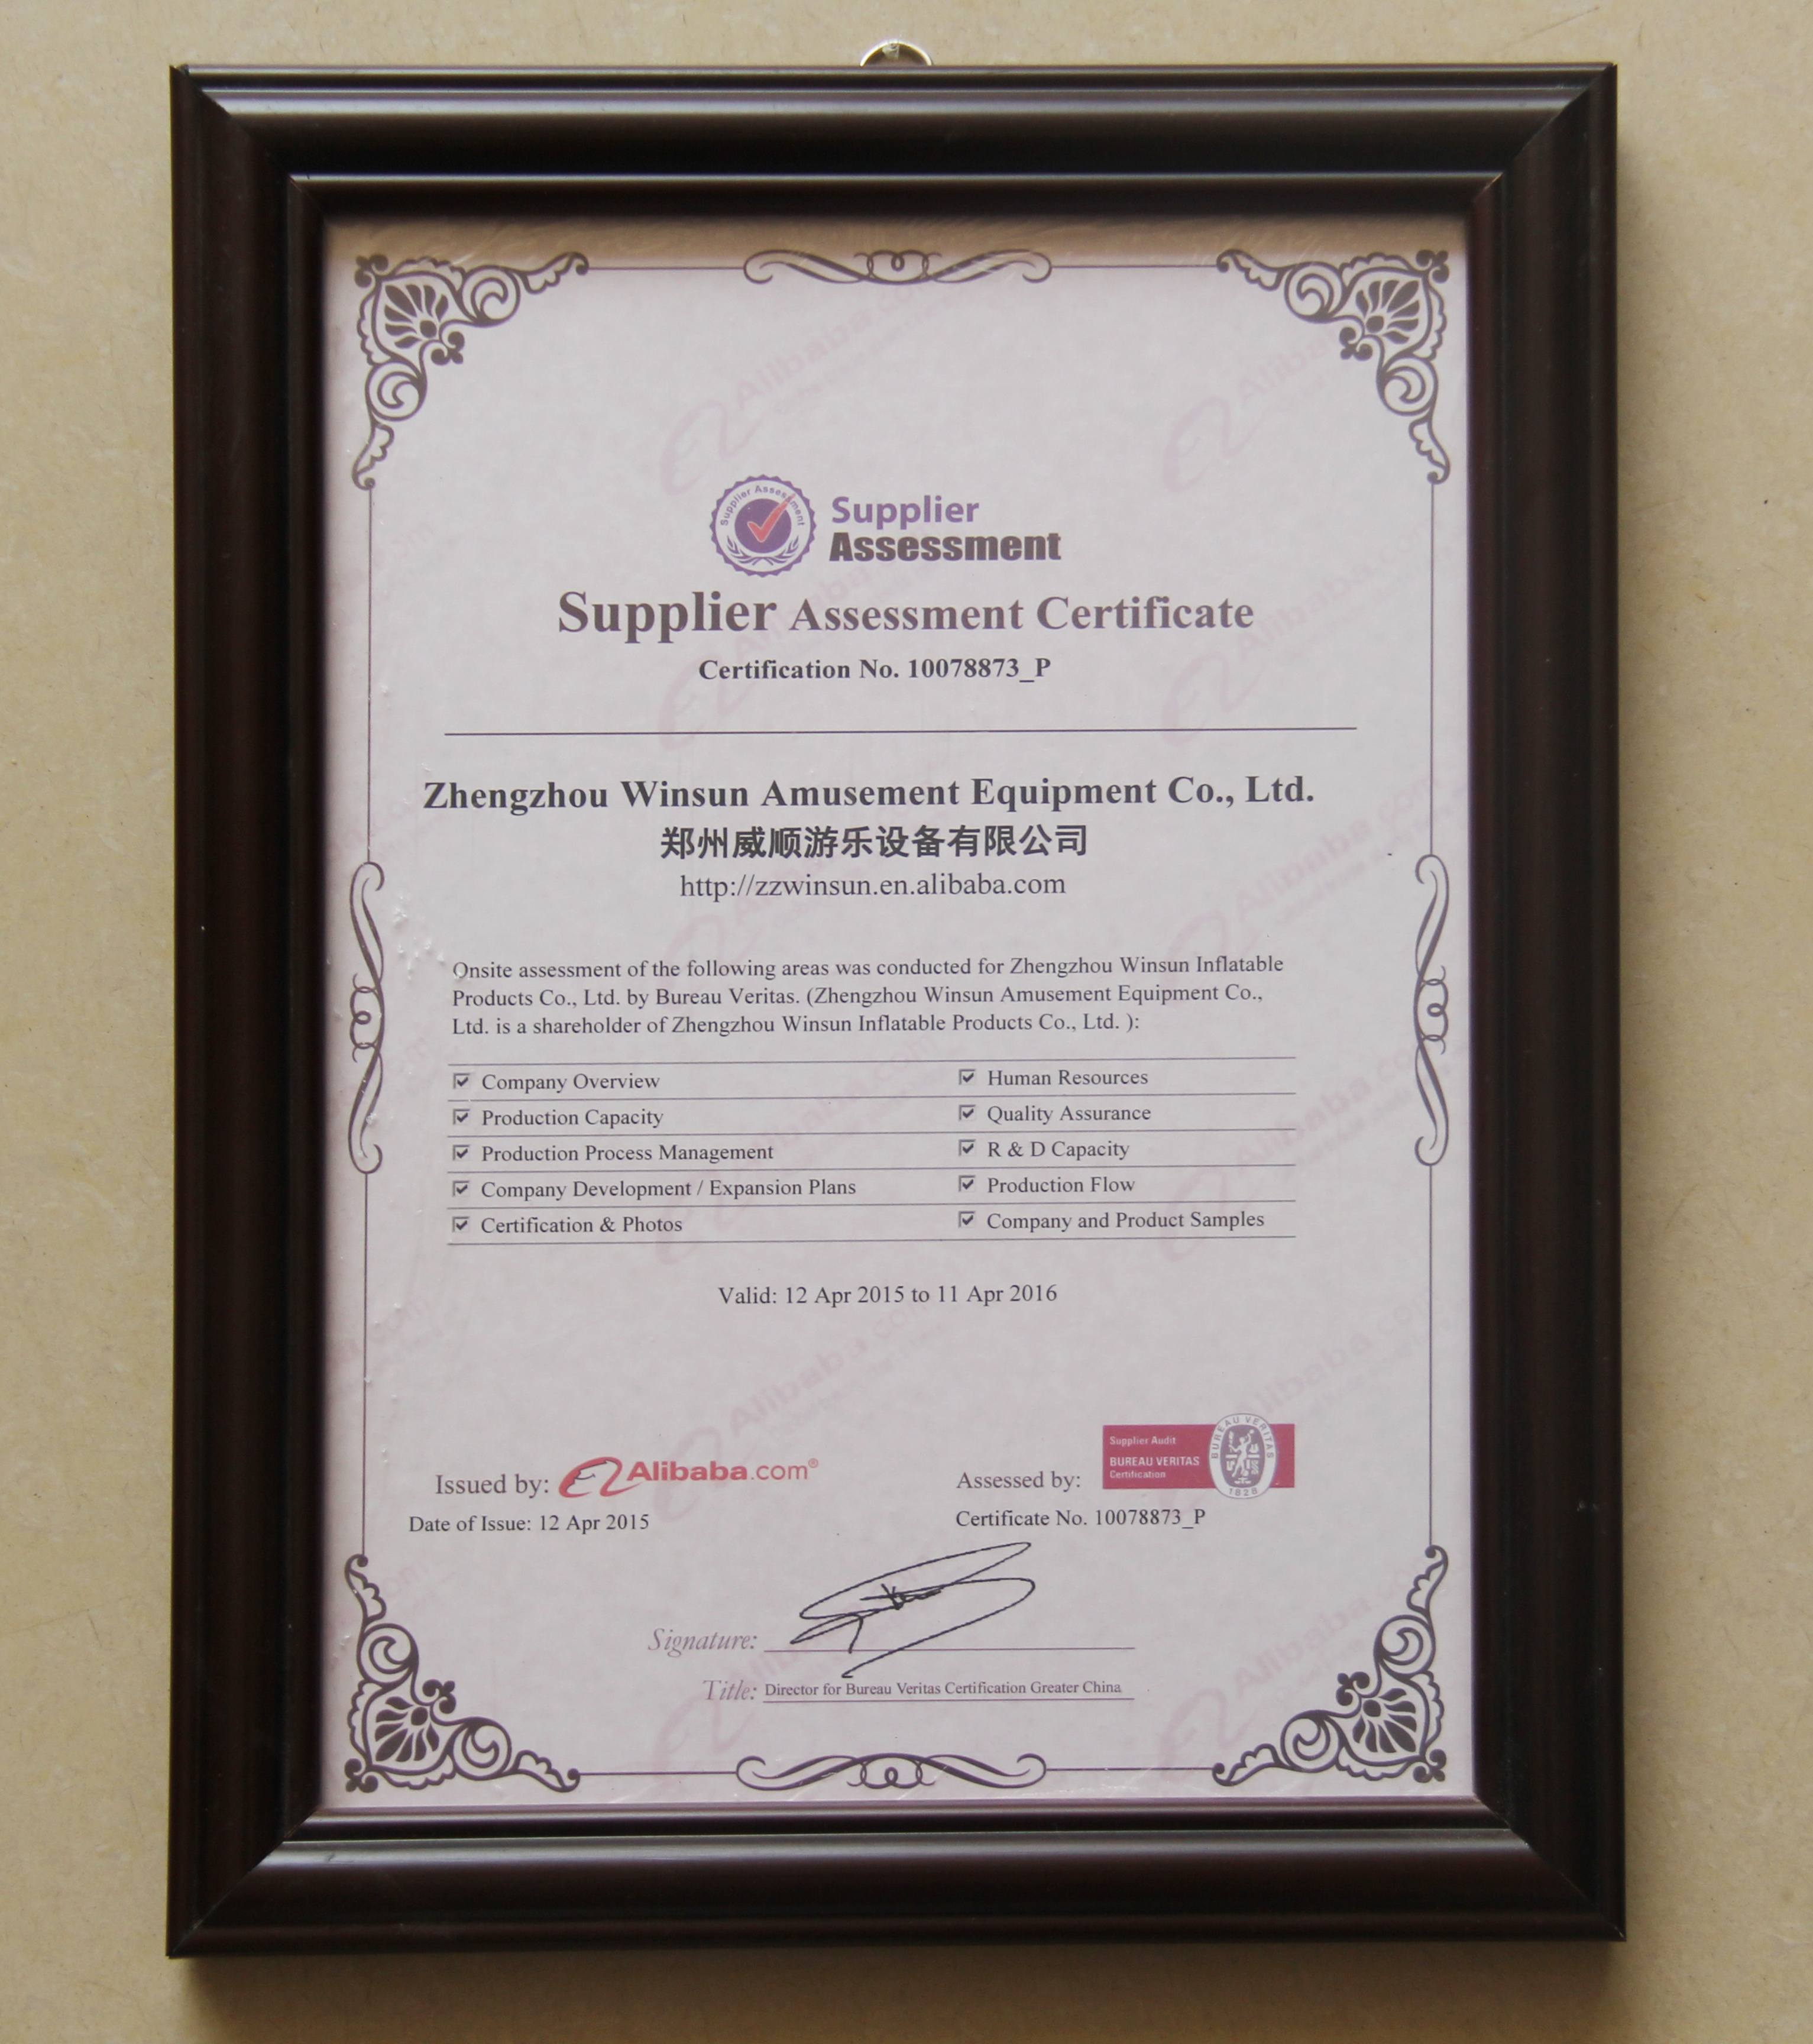 Supplier Assessment
Supplier
Assessment
Supplier Assessment Certificate
Certification No. 10078873_P
Zhengzhou Winsun Amusement Equipment Co., Ltd.
郑州威顺游乐设备有限公司
http://zzwinsun.en.alibaba.com
Onsite assessment of the following areas was conducted for Zhengzhou Winsun Inflatable
Products Co., Ltd. by Bureau Veritas. (Zhengzhou Winsun Amusement Equipment Co.,
Ltd. is a shareholder of Zhengzhou Winsun Inflatable Products Co., Ltd. ):
Company Overview
Human Resources
Production Capacity
Quality Assurance
Production Process Management
R & D Capacity
Company Development / Expansion Plans
Production Flow
Certification & Photos
Company and Product Samples
Valid: 12 Apr 2015 to 11 Apr 2016
Issued by: Alibaba.com®
Date of Issue: 12 Apr 2015
Supplier Audit
BUREAU VERITAS
Certification
BUREAU VERITAS
1828
Assessed by:
Certificate No. 10078873_P
Signature:
Title: Director for Bureau Veritas Certification Greater China